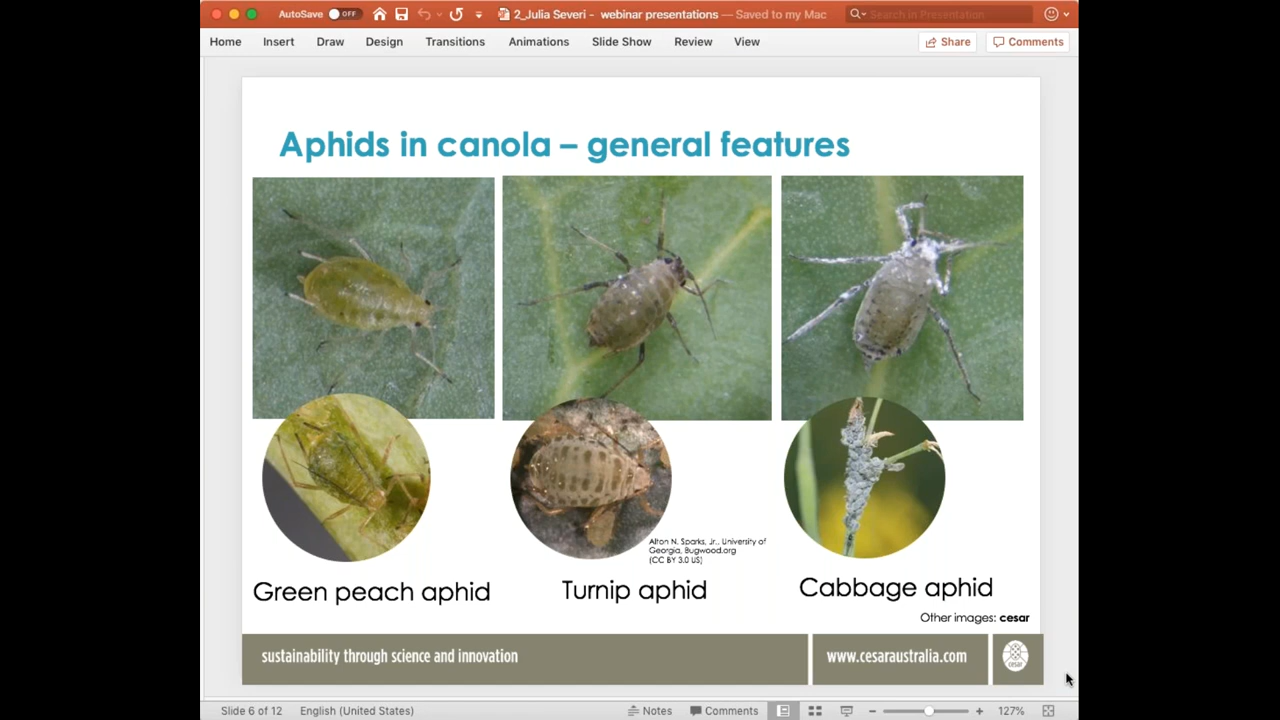 AutoSave OFF 2_Julia Severi - webinar presentations — Saved to my Mac Search in Presentation
Home Insert Draw Design Transitions Animations Slide Show Review View Share Comments
Aphids in canola – general features
Alton N. Sparks, Jr., University of
Georgia, Bugwood.org
(CC BY 3.0 US)
Green peach aphid
Turnip aphid
Cabbage aphid
Other images: cesar
sustainability through science and innovation
www.cesaraustralia.com
cesar
Slide 6 of 12 English (United States) Notes Comments 127%